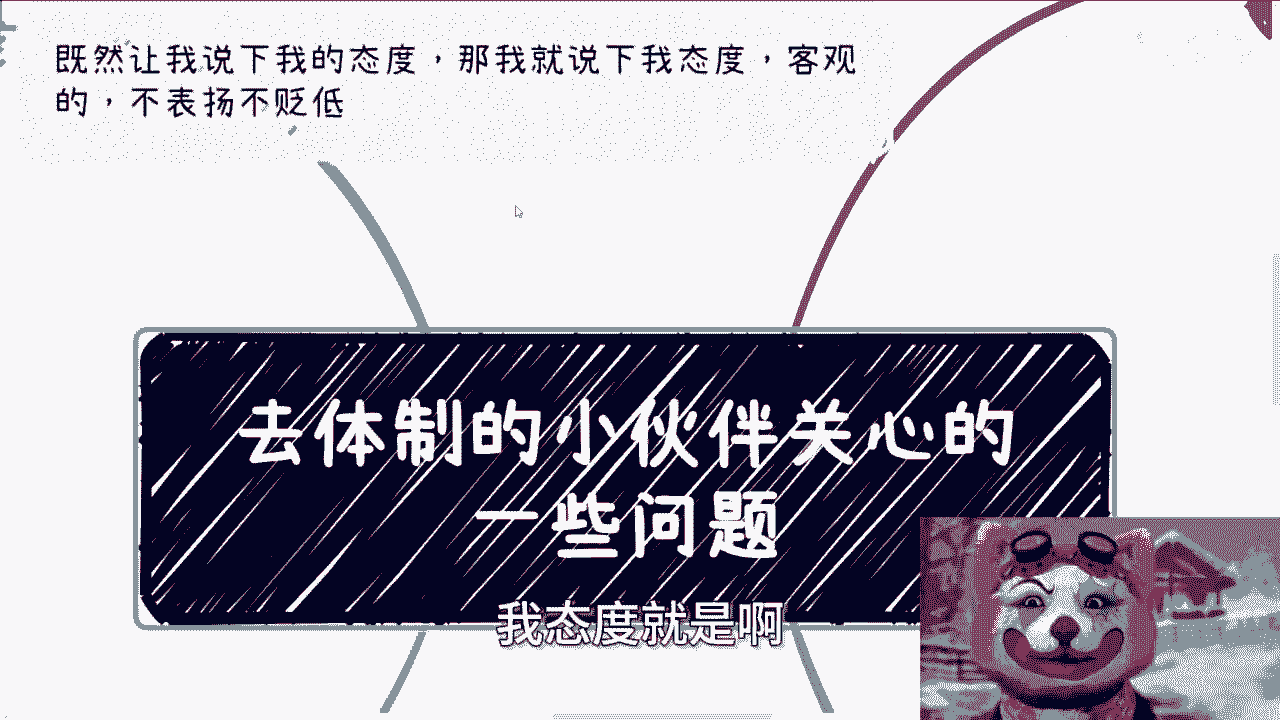 既然让我说下我的态度，那我就说下我态度，客观
的，不表扬不贬低
去体制的小伙伴关心的
一些问题
我态度就是啊